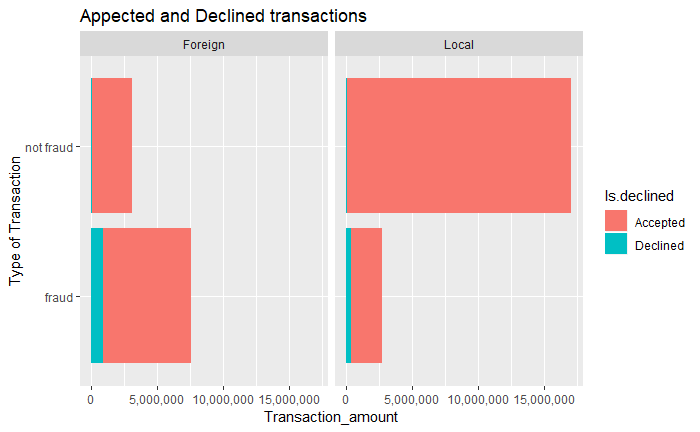 Appected and Declined transactions
Foreign
Local
not fraud
fraud
Type of Transaction
0
5,000,000
10,000,000
15,000,000
0
5,000,000
10,000,000
15,000,000
Transaction_amount
Is.declined
Accepted
Declined